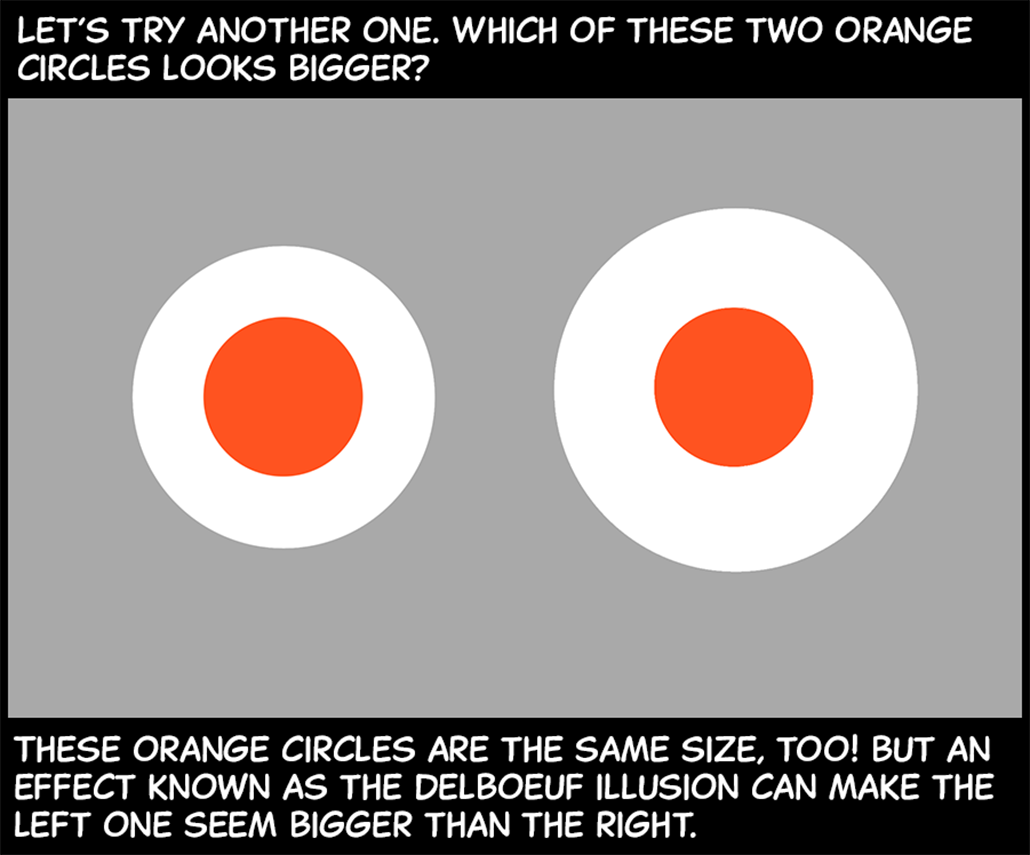 LET'S TRY ANOTHER ONE. WHICH OF THESE TWO ORANGE
CIRCLES LOOKS BIGGER?
THESE ORANGE CIRCLES ARE THE SAME SIZE, TOO! BUT AN
EFFECT KNOWN AS THE DELBOEUF ILLUSION CAN MAKE THE
LEFT ONE SEEM BIGGER THAN THE RIGHT.